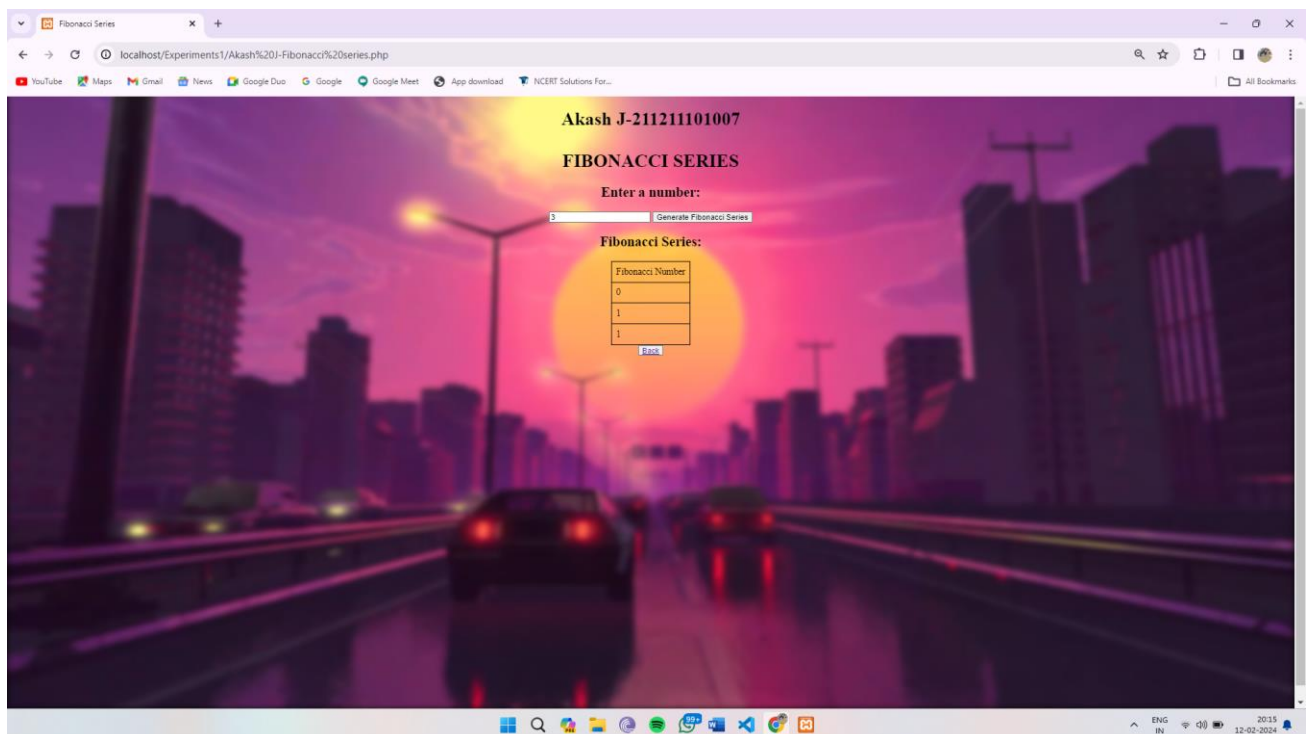 Fibonacci Series
localhost/Experiments1/Akash%20J-Fibonacci%20series.php
YouTube Maps Gmail News Google Duo Google Google Meet App download NCERT Solutions For...
All Bookmarks
Akash J-211211101007
FIBONACCI SERIES
Enter a number:
3 Generate Fibonacci Series
Fibonacci Series:
Fibonacci Number
0
1
1
Back
99+
ENG
IN
20:15
12-02-2024